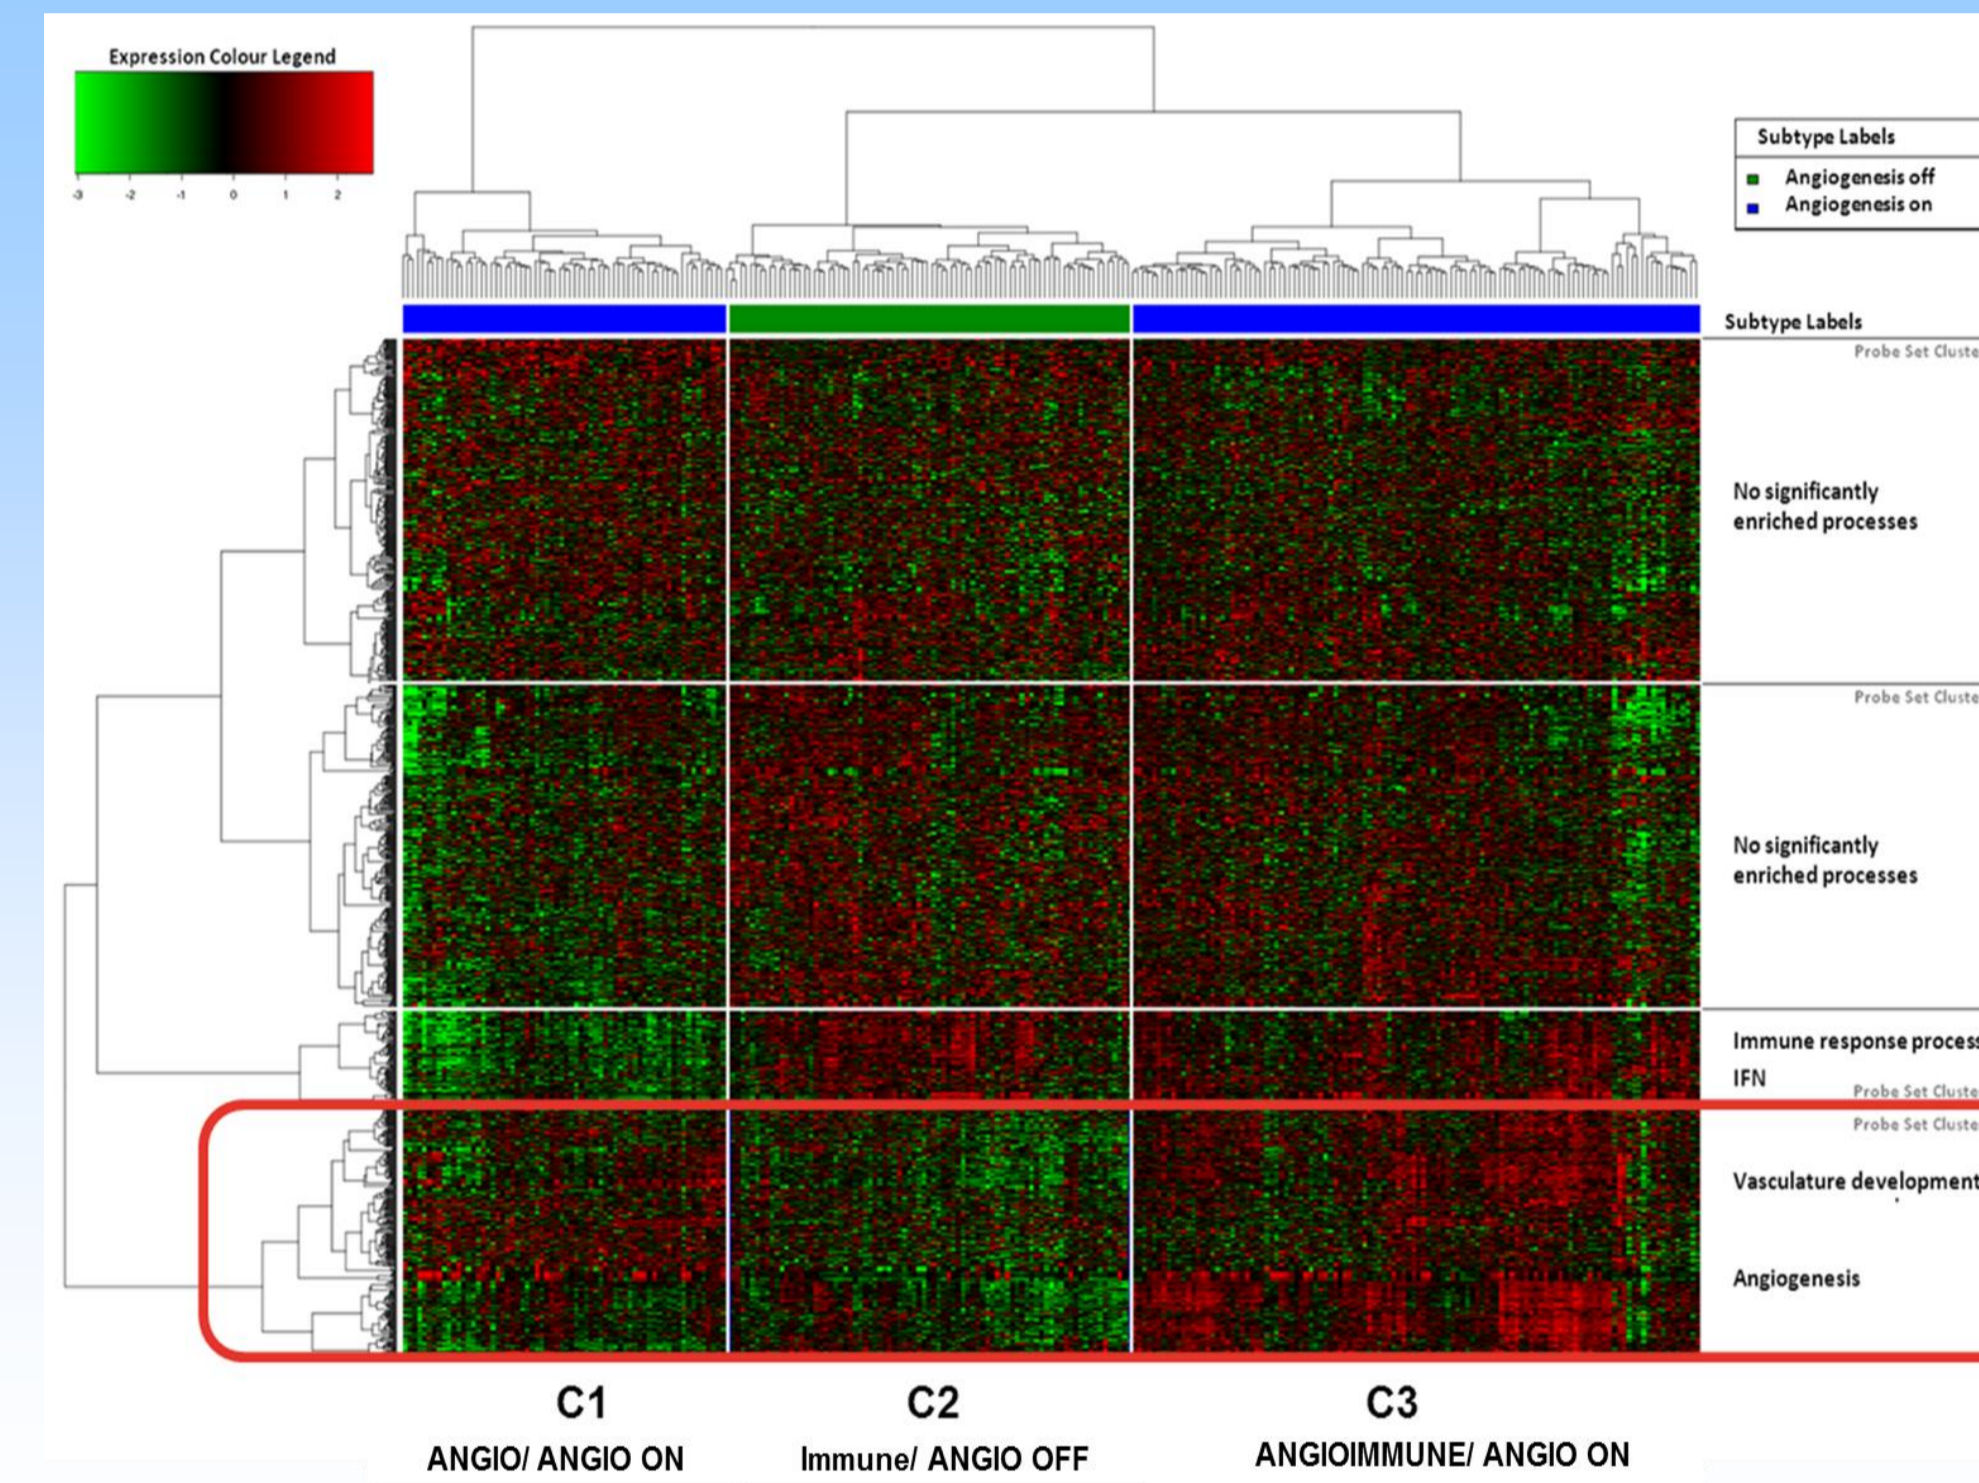 Expression Colour Legend
-3 -2 -1 0 1 2
Subtype Labels
Angiogenesis off
Angiogenesis on
Subtype Labels
Probe Set Cluste
No significantly
enriched processes
Probe Set Cluste
No significantly
enriched processes
Immune response process
IFN
Probe Set Cluste
Probe Set Cluste
Vasculature development
Angiogenesis
C1 C2 C3
ANGIO/ ANGIO ON Immune/ ANGIO OFF ANGIOIMMUNE/ ANGIO ON